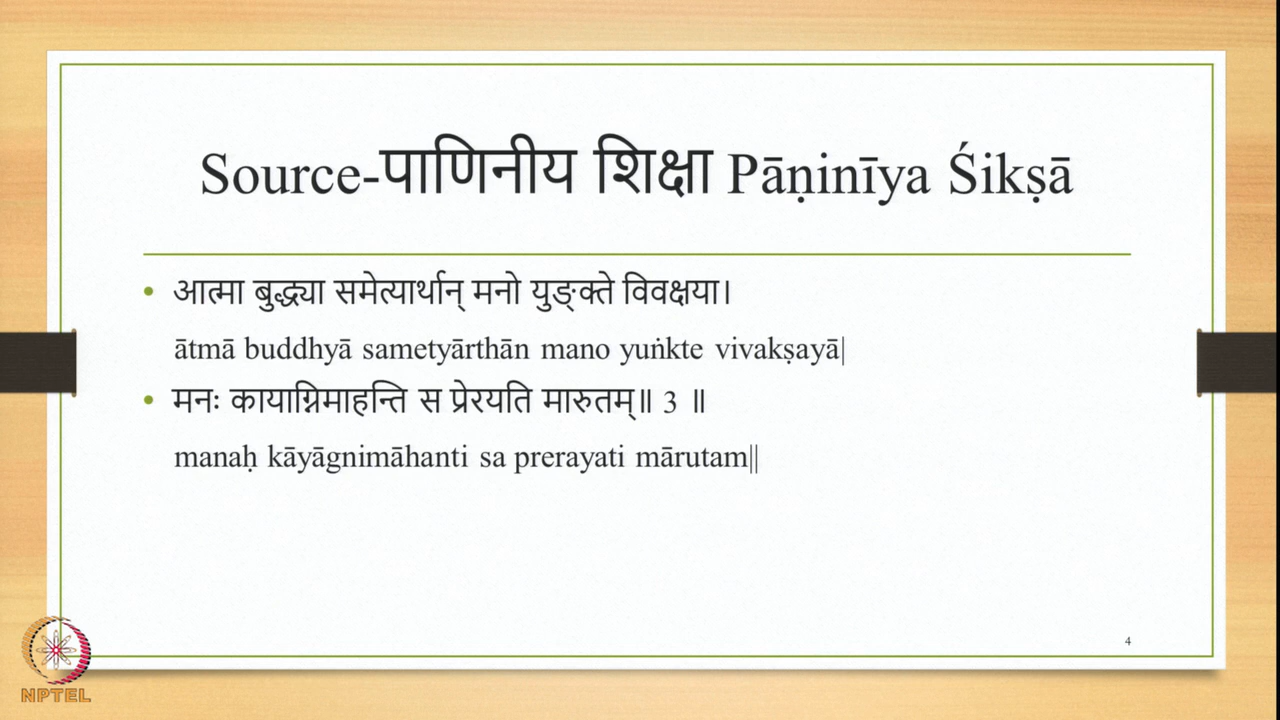 Source-पाणिनीय शिक्षा Pāṇinīya Śikṣā
• आत्मा बुद्ध्या समेत्यार्थान् मनो युङ्क्ते विवक्षया।
ātmā buddhyā sametyārthān mano yuṅkte vivakṣayā|
• मनः कायाग्निमाहन्ति स प्रेरयति मारुतम्॥ 3 ॥
manaḥ kāyāgnimāhanti sa prerayati mārutam||
4
NPTEL